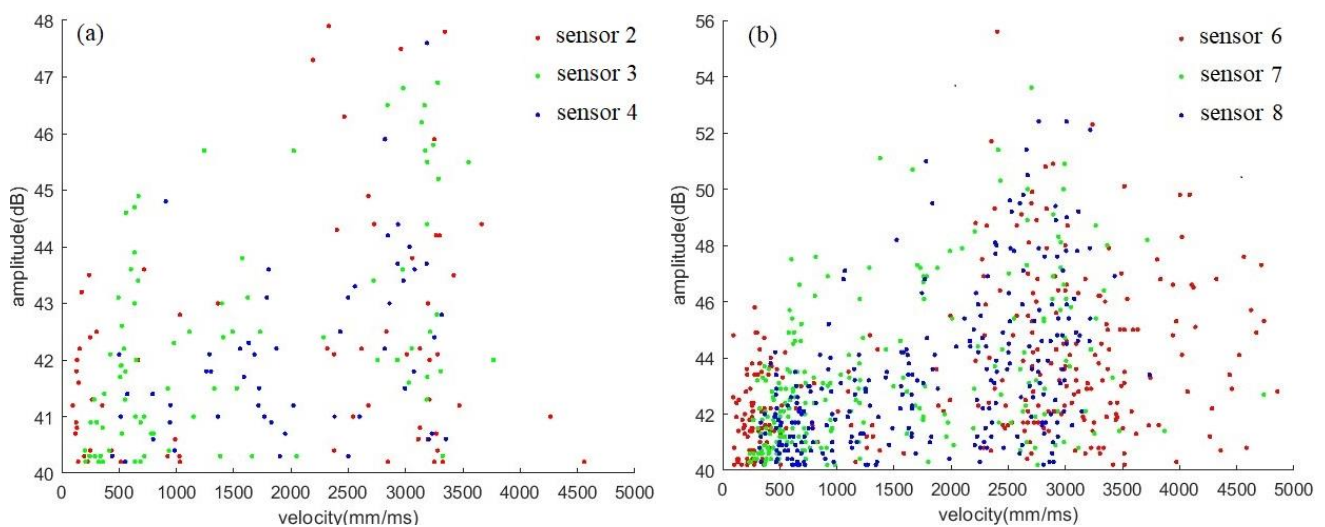 (a)
sensor 2
sensor 3
sensor 4
48
47
46
45
44
43
42
41
40
amplitude(dB)
0 500 1000 1500 2000 2500 3000 3500 4000 4500 5000
velocity(mm/ms)
(b)
sensor 6
sensor 7
sensor 8
56
54
52
50
48
46
44
42
40
amplitude(dB)
0 500 1000 1500 2000 2500 3000 3500 4000 4500 5000
velocity(mm/ms)